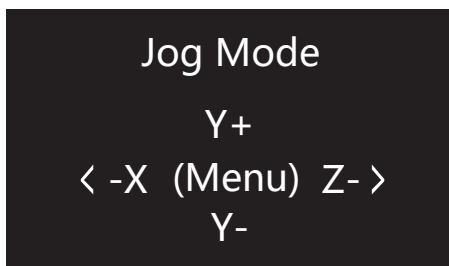 Jog Mode
Y+
< -X (Menu) Z- >
Y-